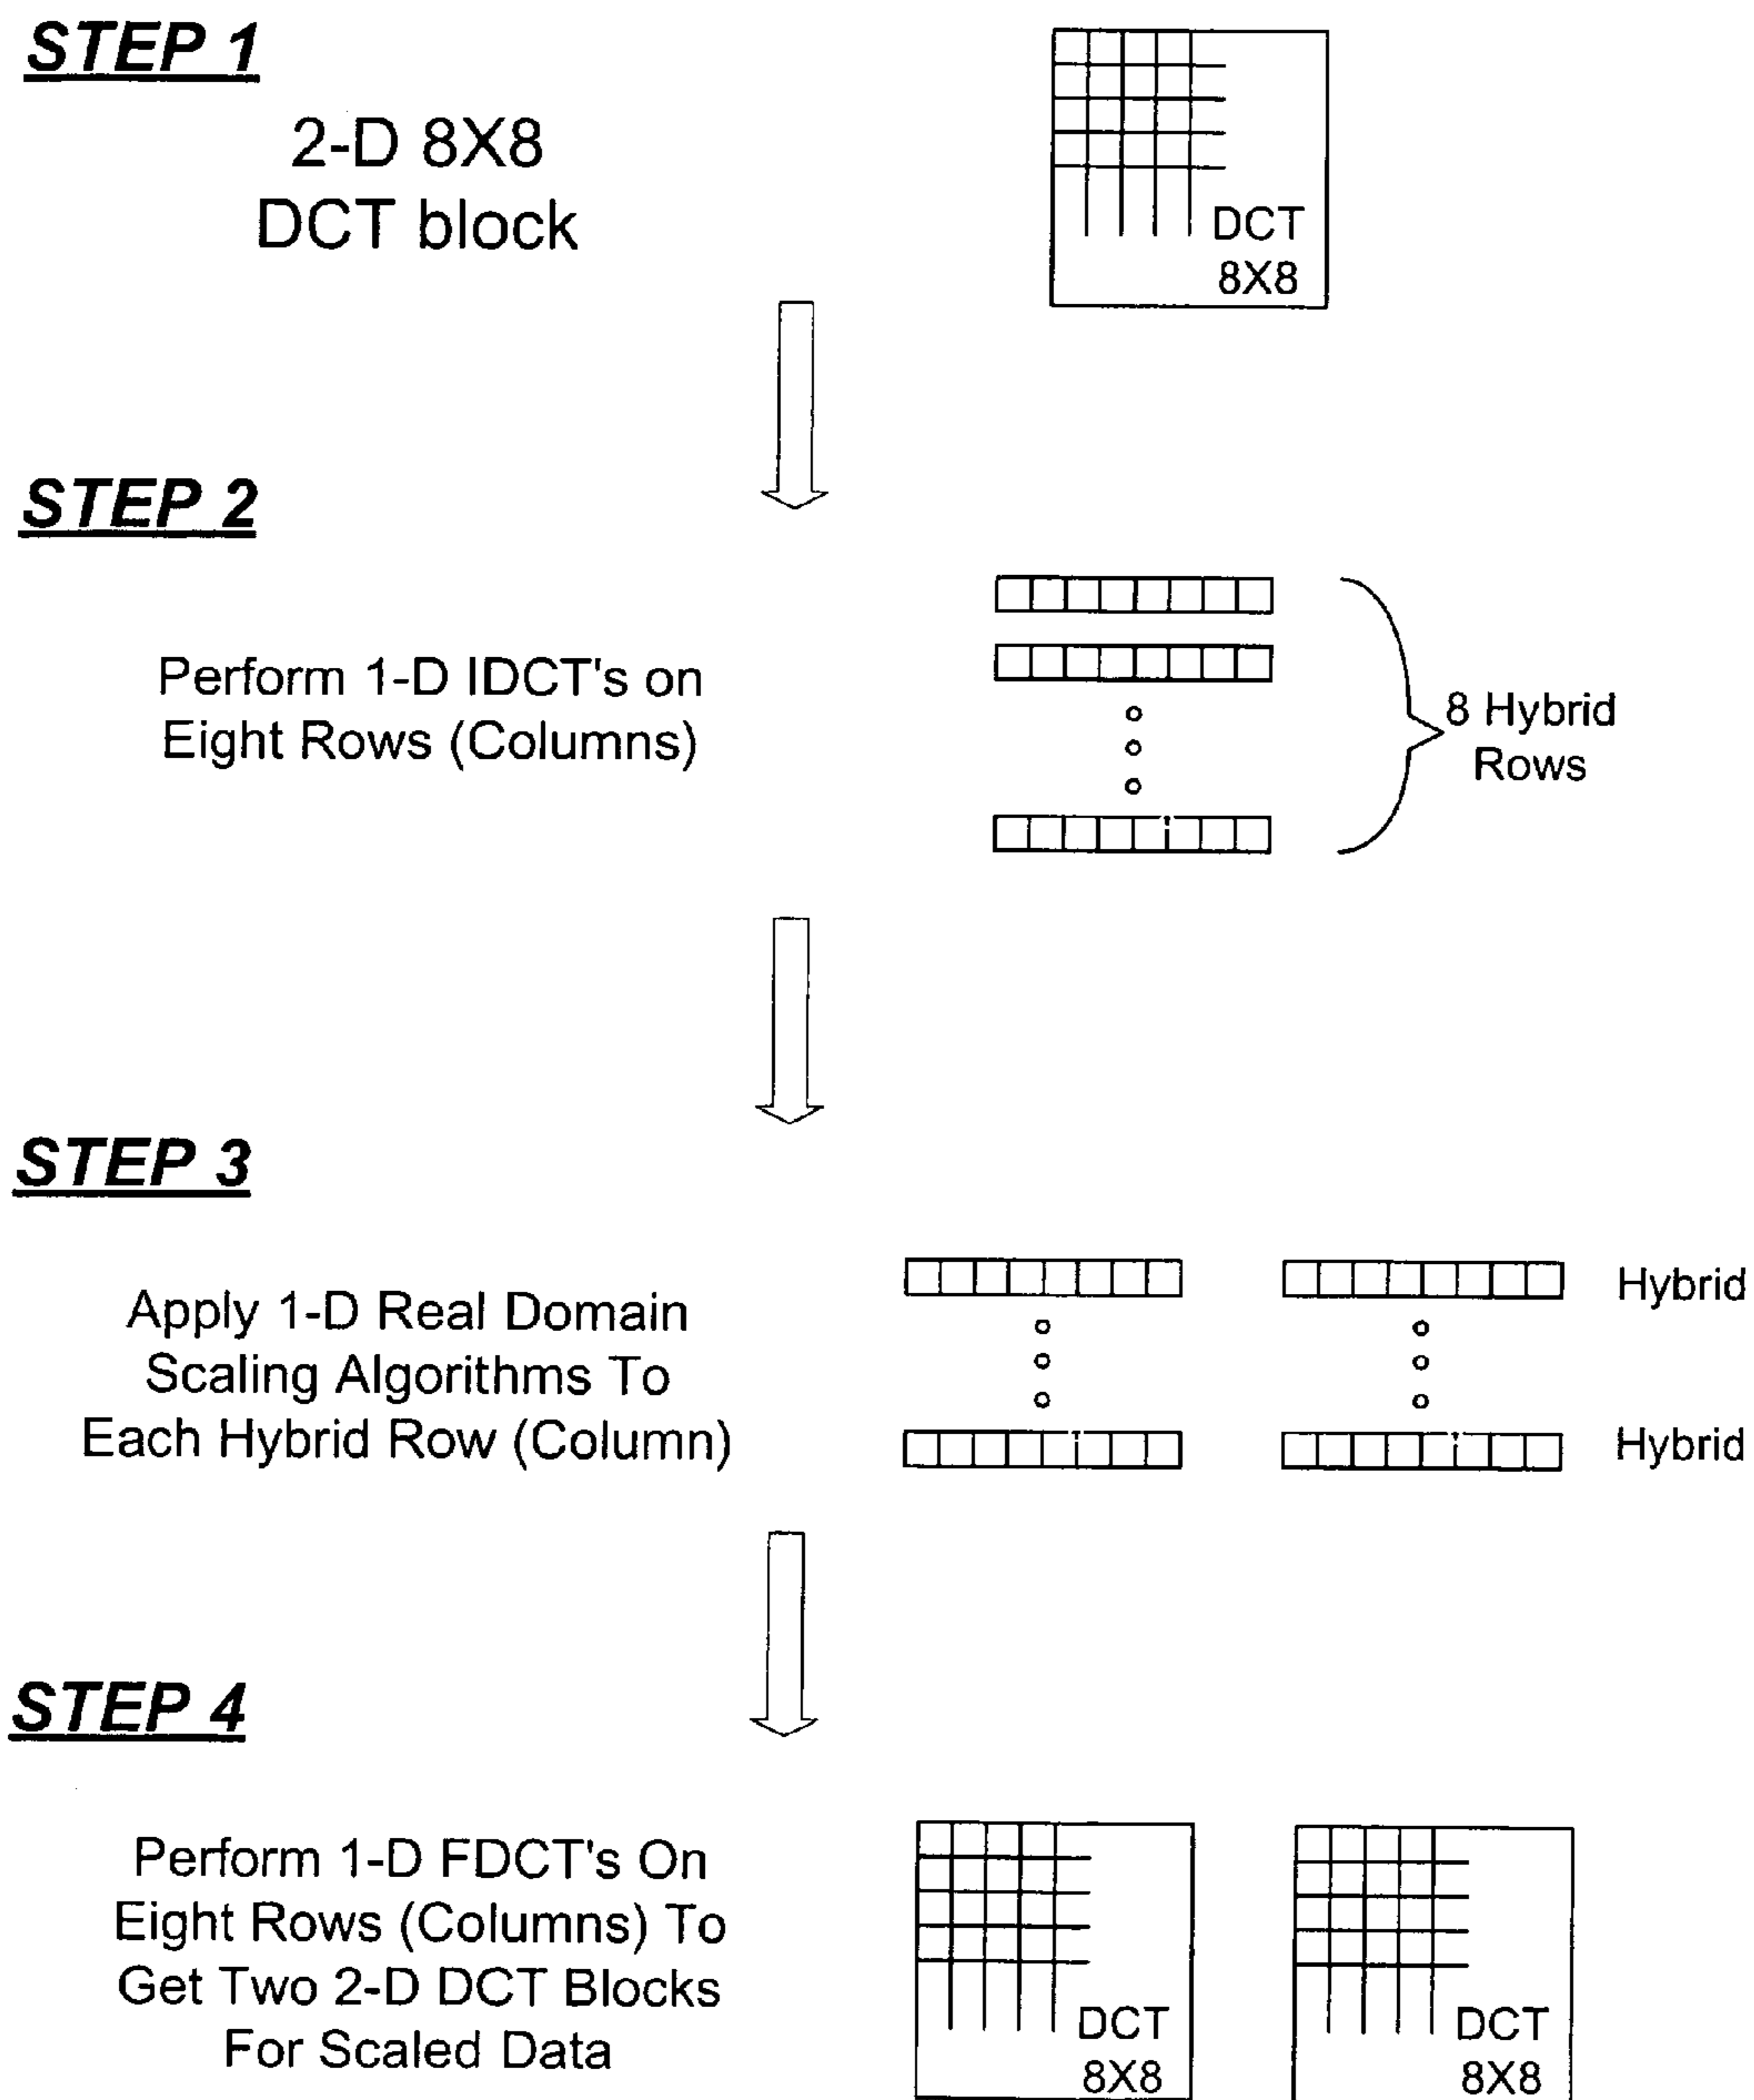 STEP 1
2-D 8X8
DCT block
DCT
8X8
STEP 2
Perform 1-D IDCT's on
Eight Rows (Columns)
8 Hybrid
Rows
STEP 3
Apply 1-D Real Domain
Scaling Algorithms To
Each Hybrid Row (Column)
Hybrid
Hybrid
STEP 4
Perform 1-D FDCT's On
Eight Rows (Columns) To
Get Two 2-D DCT Blocks
For Scaled Data
DCT
8X8
DCT
8X8